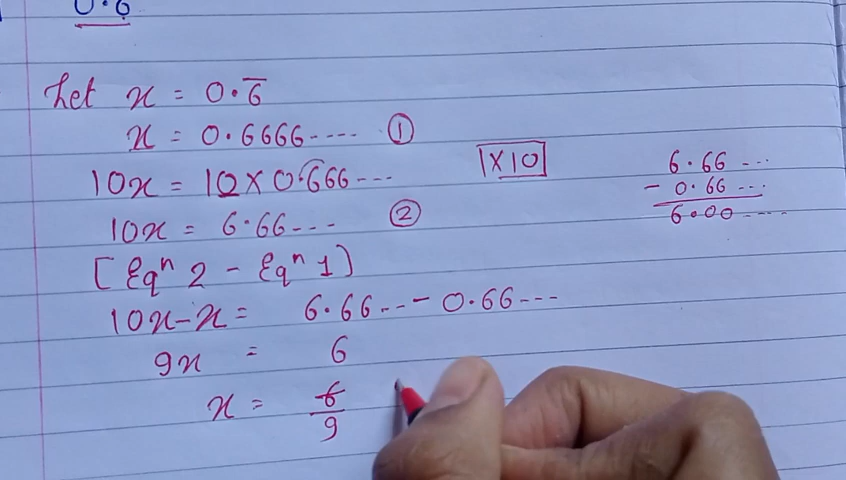 0.6
Let x = 0.6̅
x = 0.6666---- ①
10x = 10 × 0.666--- |×10|
10x = 6.66--- ②
[Eqⁿ 2 - Eqⁿ 1]
10x-x = 6.66--- - 0.66---
9x = 6
x = 6/9
6.66 ---
- 0.66 ---
6.00 ----